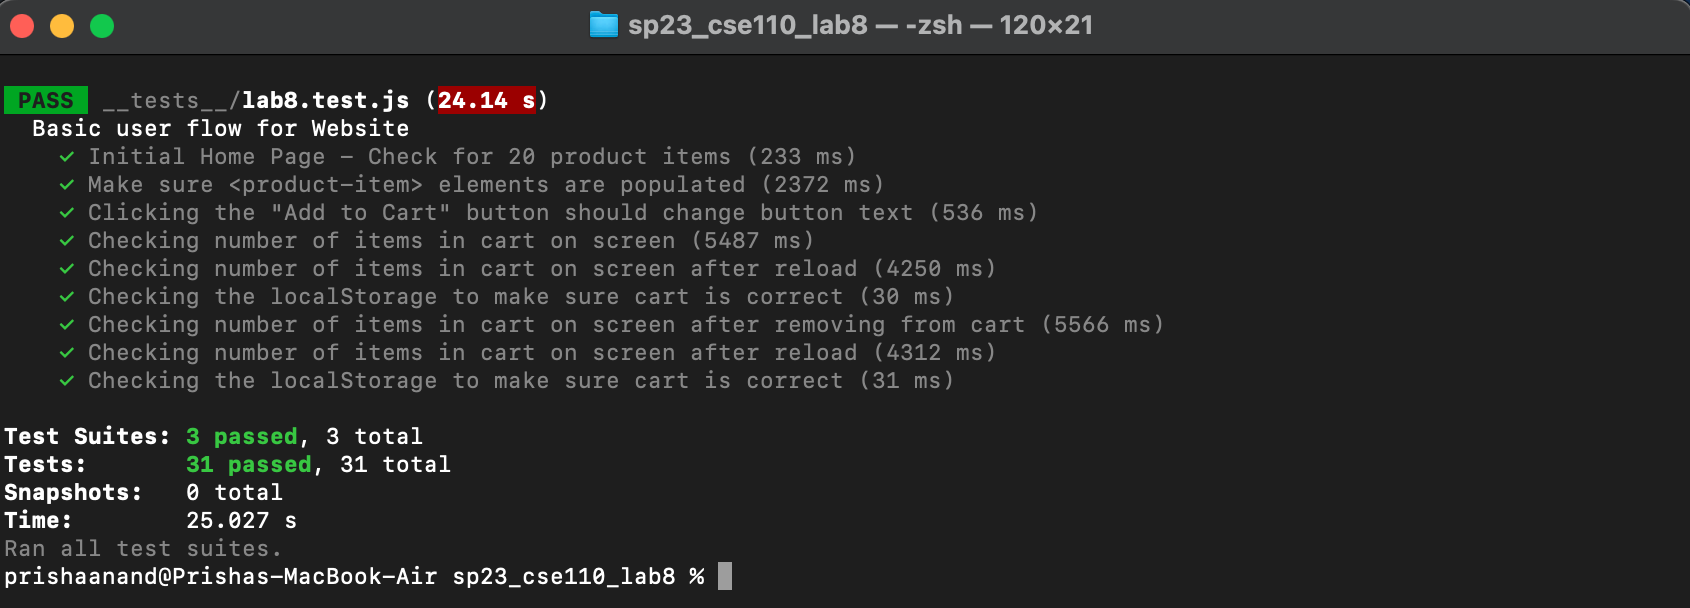 sp23_cse110_lab8 — -zsh — 120×21
PASS __tests__/lab8.test.js (24.14 s)
Basic user flow for Website
✓ Initial Home Page – Check for 20 product items (233 ms)
✓ Make sure <product-item> elements are populated (2372 ms)
✓ Clicking the "Add to Cart" button should change button text (536 ms)
✓ Checking number of items in cart on screen (5487 ms)
✓ Checking number of items in cart on screen after reload (4250 ms)
✓ Checking the localStorage to make sure cart is correct (30 ms)
✓ Checking number of items in cart on screen after removing from cart (5566 ms)
✓ Checking number of items in cart on screen after reload (4312 ms)
✓ Checking the localStorage to make sure cart is correct (31 ms)
Test Suites: 3 passed, 3 total
Tests: 31 passed, 31 total
Snapshots: 0 total
Time: 25.027 s
Ran all test suites.
prishaanand@Prishas-MacBook-Air sp23_cse110_lab8 %